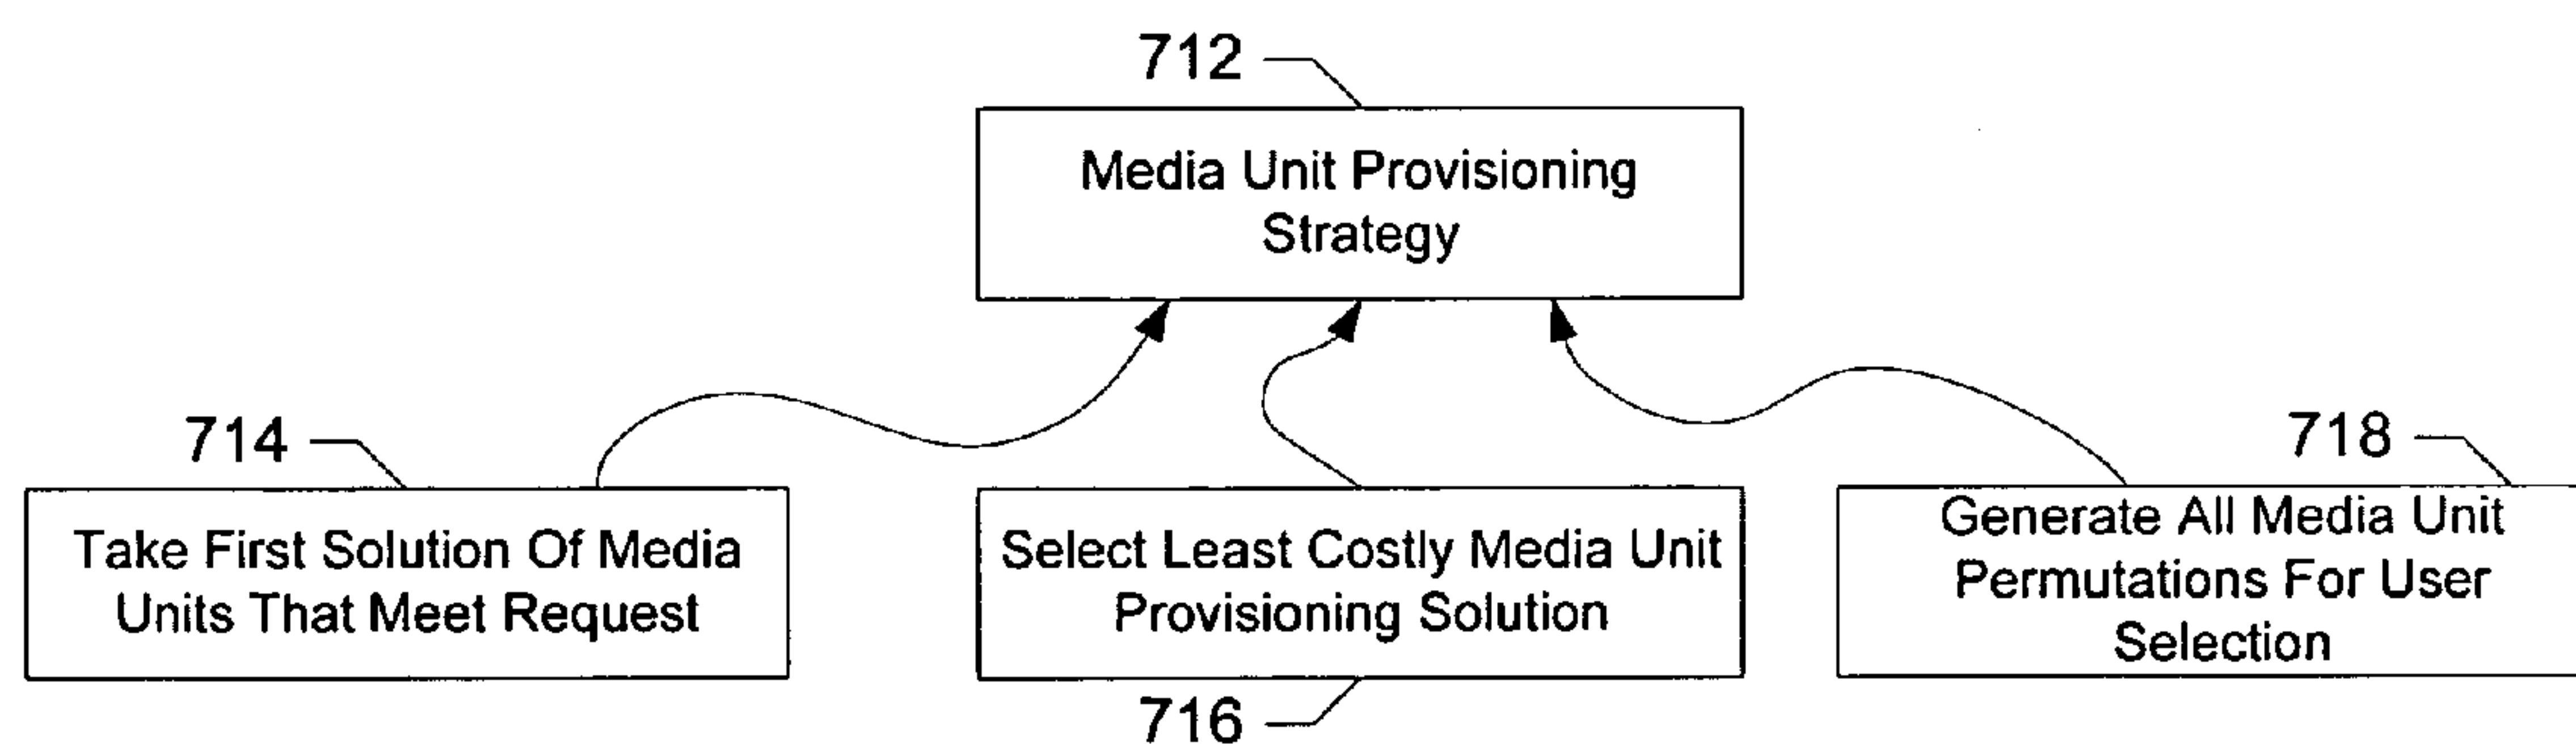 712
Media Unit Provisioning
Strategy
714
718
Take First Solution Of Media
Units That Meet Request
Select Least Costly Media Unit
Provisioning Solution
Generate All Media Unit
Permutations For User
Selection
716